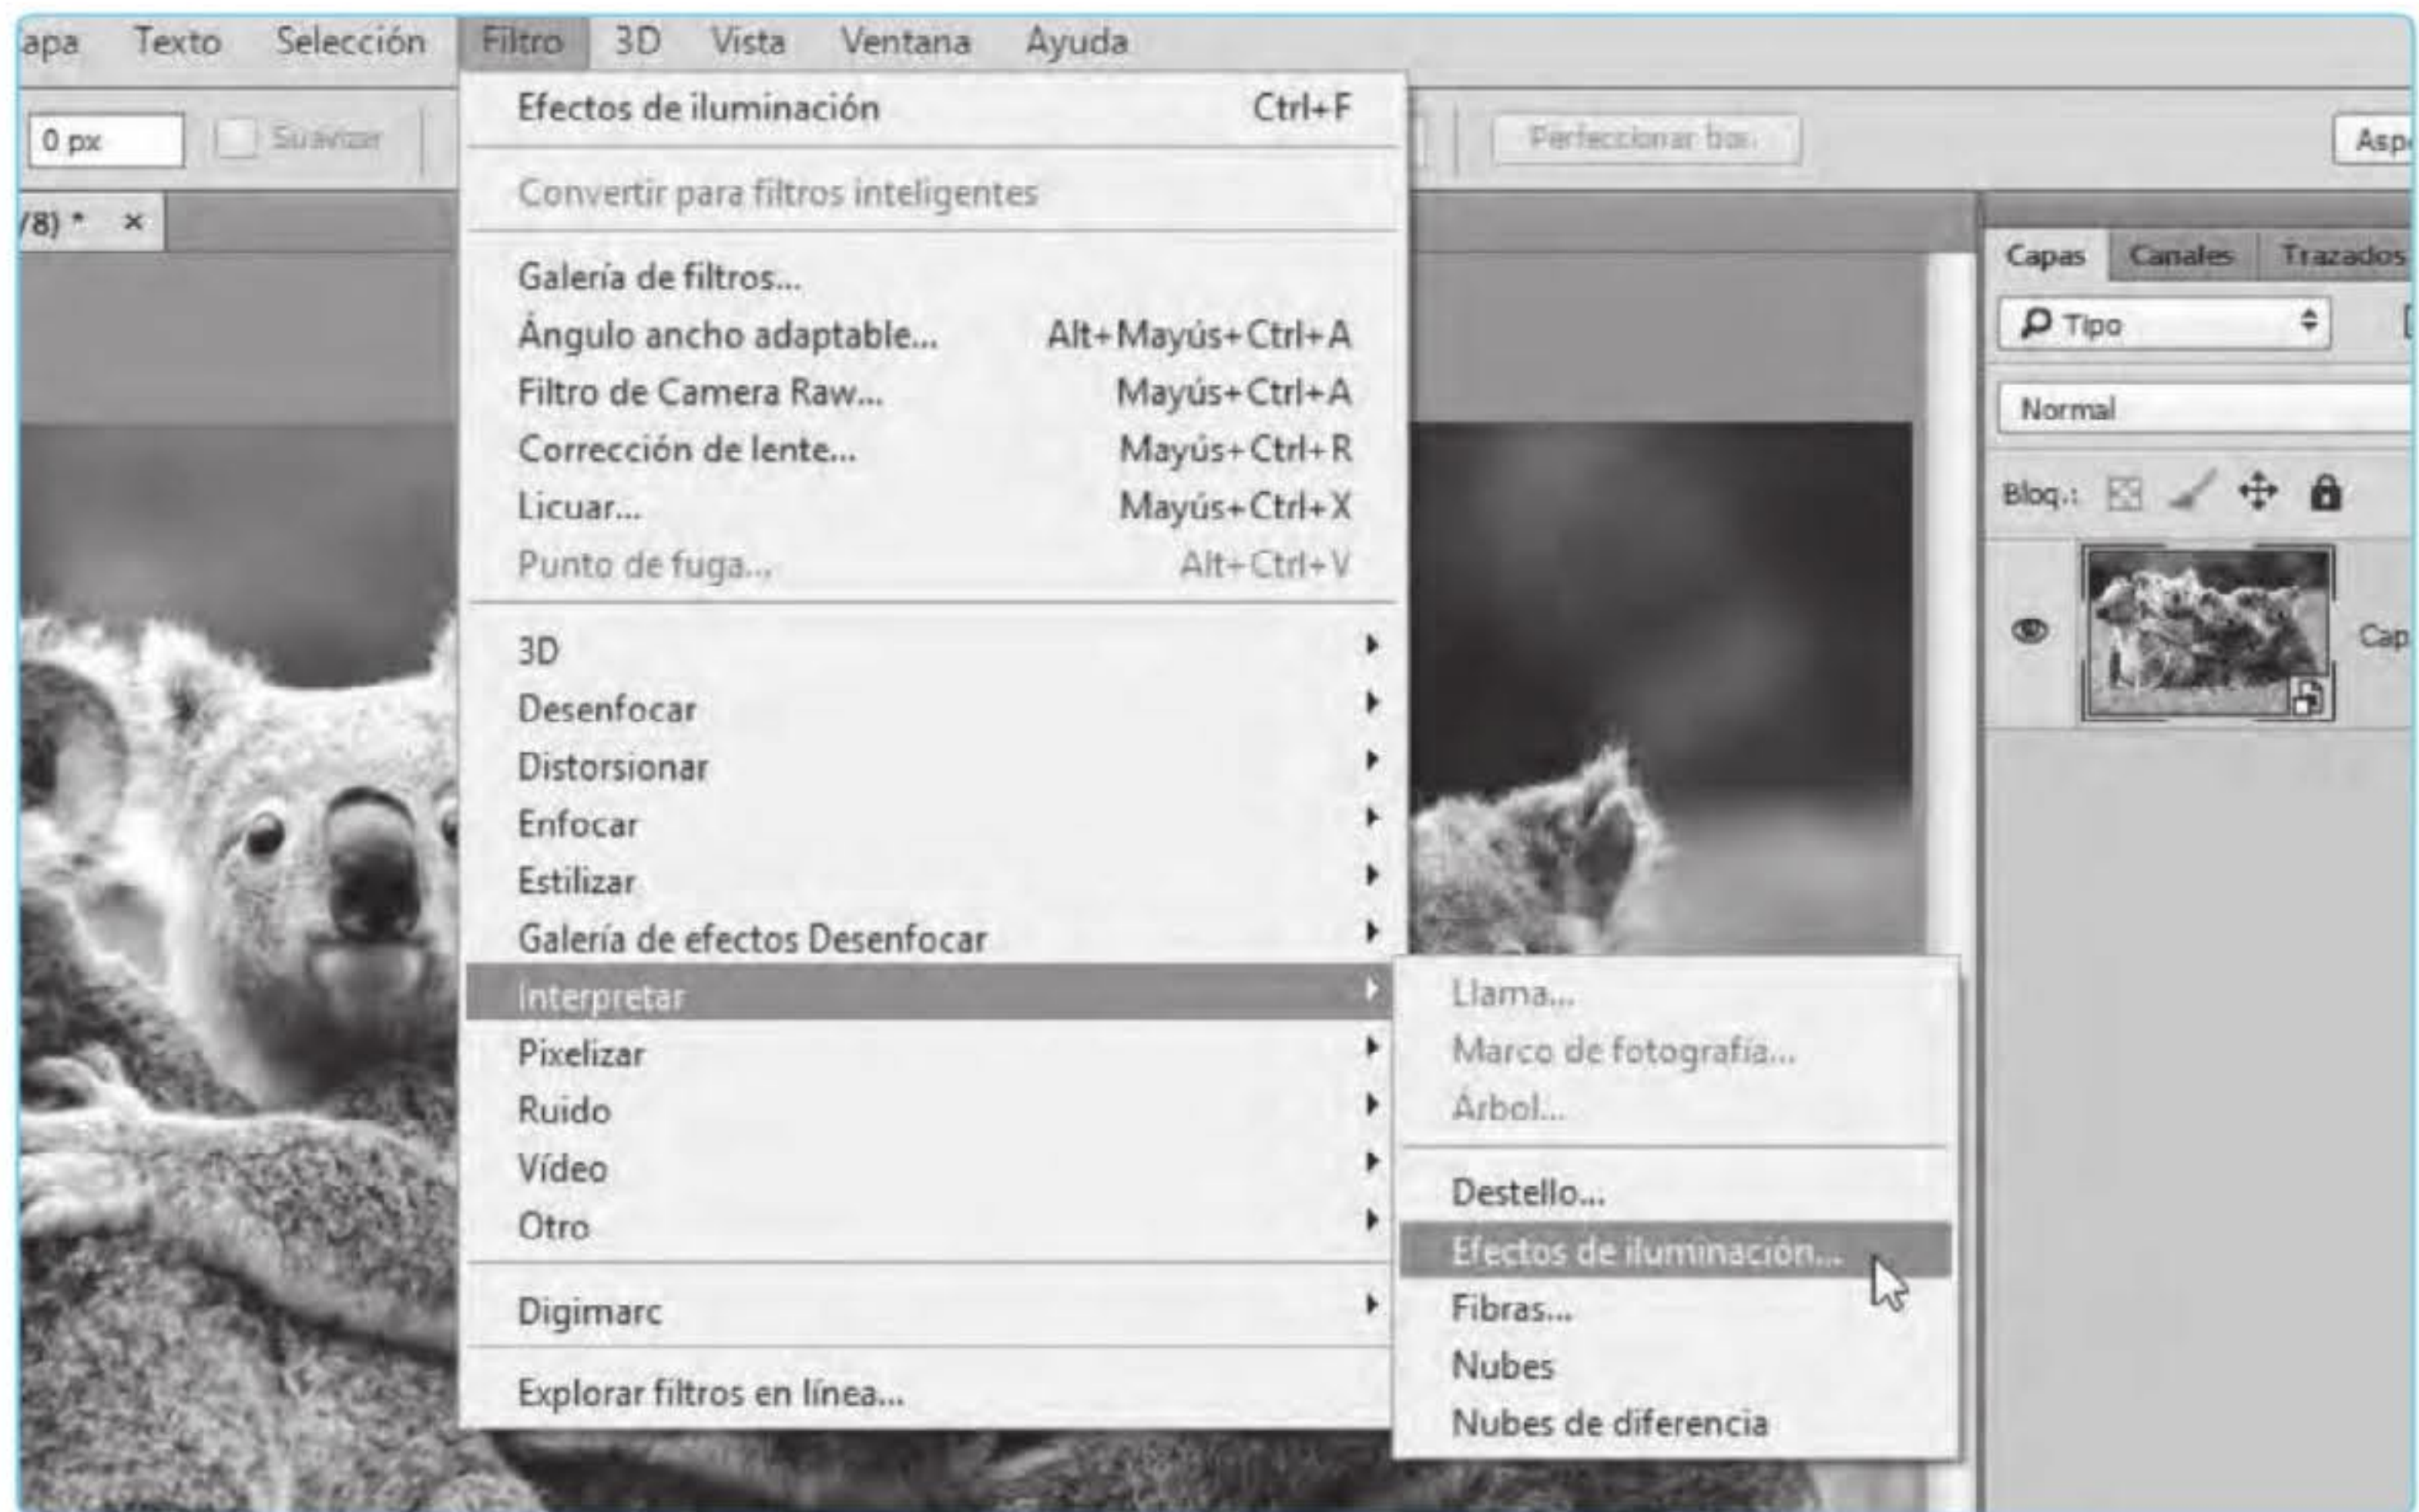 apa Texto Selección Filtro 3D Vista Ventana Ayuda
0 px Suavizar Perfeccionar bor. Asp
/8) * ×
Efectos de iluminación Ctrl+F
Convertir para filtros inteligentes
Galería de filtros...
Ángulo ancho adaptable... Alt+Mayús+Ctrl+A
Filtro de Camera Raw... Mayús+Ctrl+A
Corrección de lente... Mayús+Ctrl+R
Licuar... Mayús+Ctrl+X
Punto de fuga... Alt+Ctrl+V
3D
Desenfocar
Distorsionar
Enfocar
Estilizar
Galería de efectos Desenfocar
Interpretar
Pixelizar
Ruido
Vídeo
Otro
Digimarc
Explorar filtros en línea...
Llama...
Marco de fotografía...
Árbol...
Destello...
Efectos de iluminación...
Fibras...
Nubes
Nubes de diferencia
Capas Canales Trazados
Tipo
Normal
Bloq.:
Cap